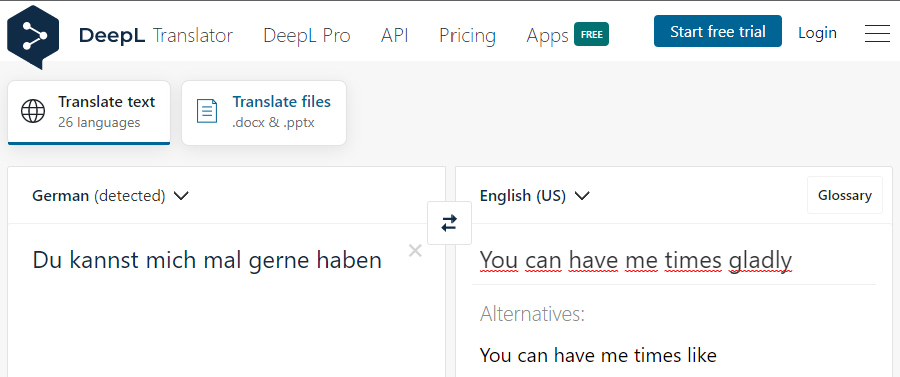 DeepL Translator DeepL Pro API Pricing Apps FREE Start free trial Login
Translate text
26 languages
Translate files
.docx & .pptx
German (detected)
English (US)
Glossary
Du kannst mich mal gerne haben
You can have me times gladly
Alternatives:
You can have me times like